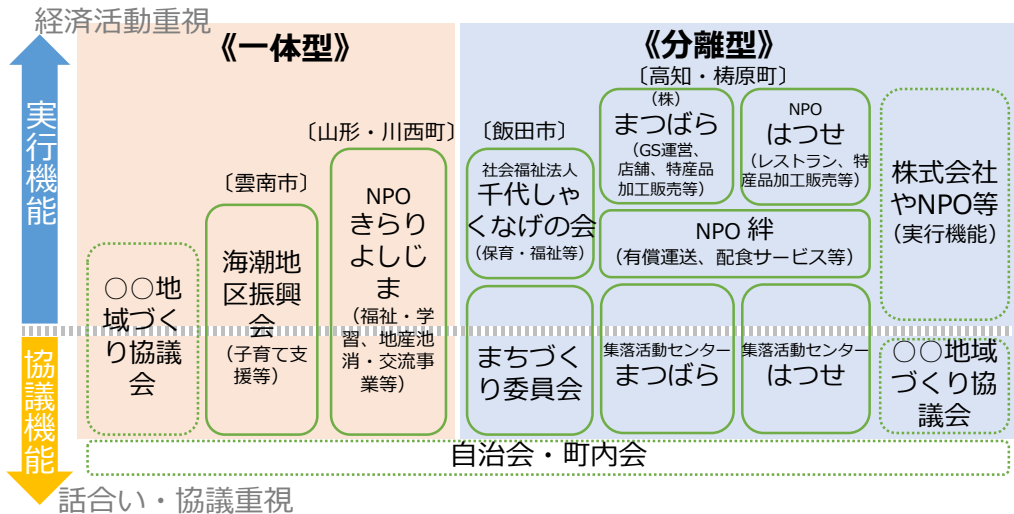 経済活動重視
実行機能
協議機能
話合い・協議重視
《一体型》
〔山形・川西町〕
〔雲南市〕
○○地
域づく
り協議
会
海潮地
区振興
会
(子育て支
援等)
NPO
きらり
よしじ
ま
(福祉・学
習、地産池
消・交流事
業等)
《分離型》
〔高知・梼原町〕
〔飯田市〕
社会福祉法人
千代しゃ
くなげの会
(保育・福祉等)
まちづく
り委員会
(株)
まつばら
(GS運営、
店舗、特産品
加工販売等)
NPO
はつせ
(レストラン、特
産品加工販売等)
NPO 絆
(有償運送、配食サービス等)
集落活動センター
まつばら
集落活動センター
はつせ
株式会社
やNPO等
(実行機能)
○○地域
づくり協
議会
自治会・町内会